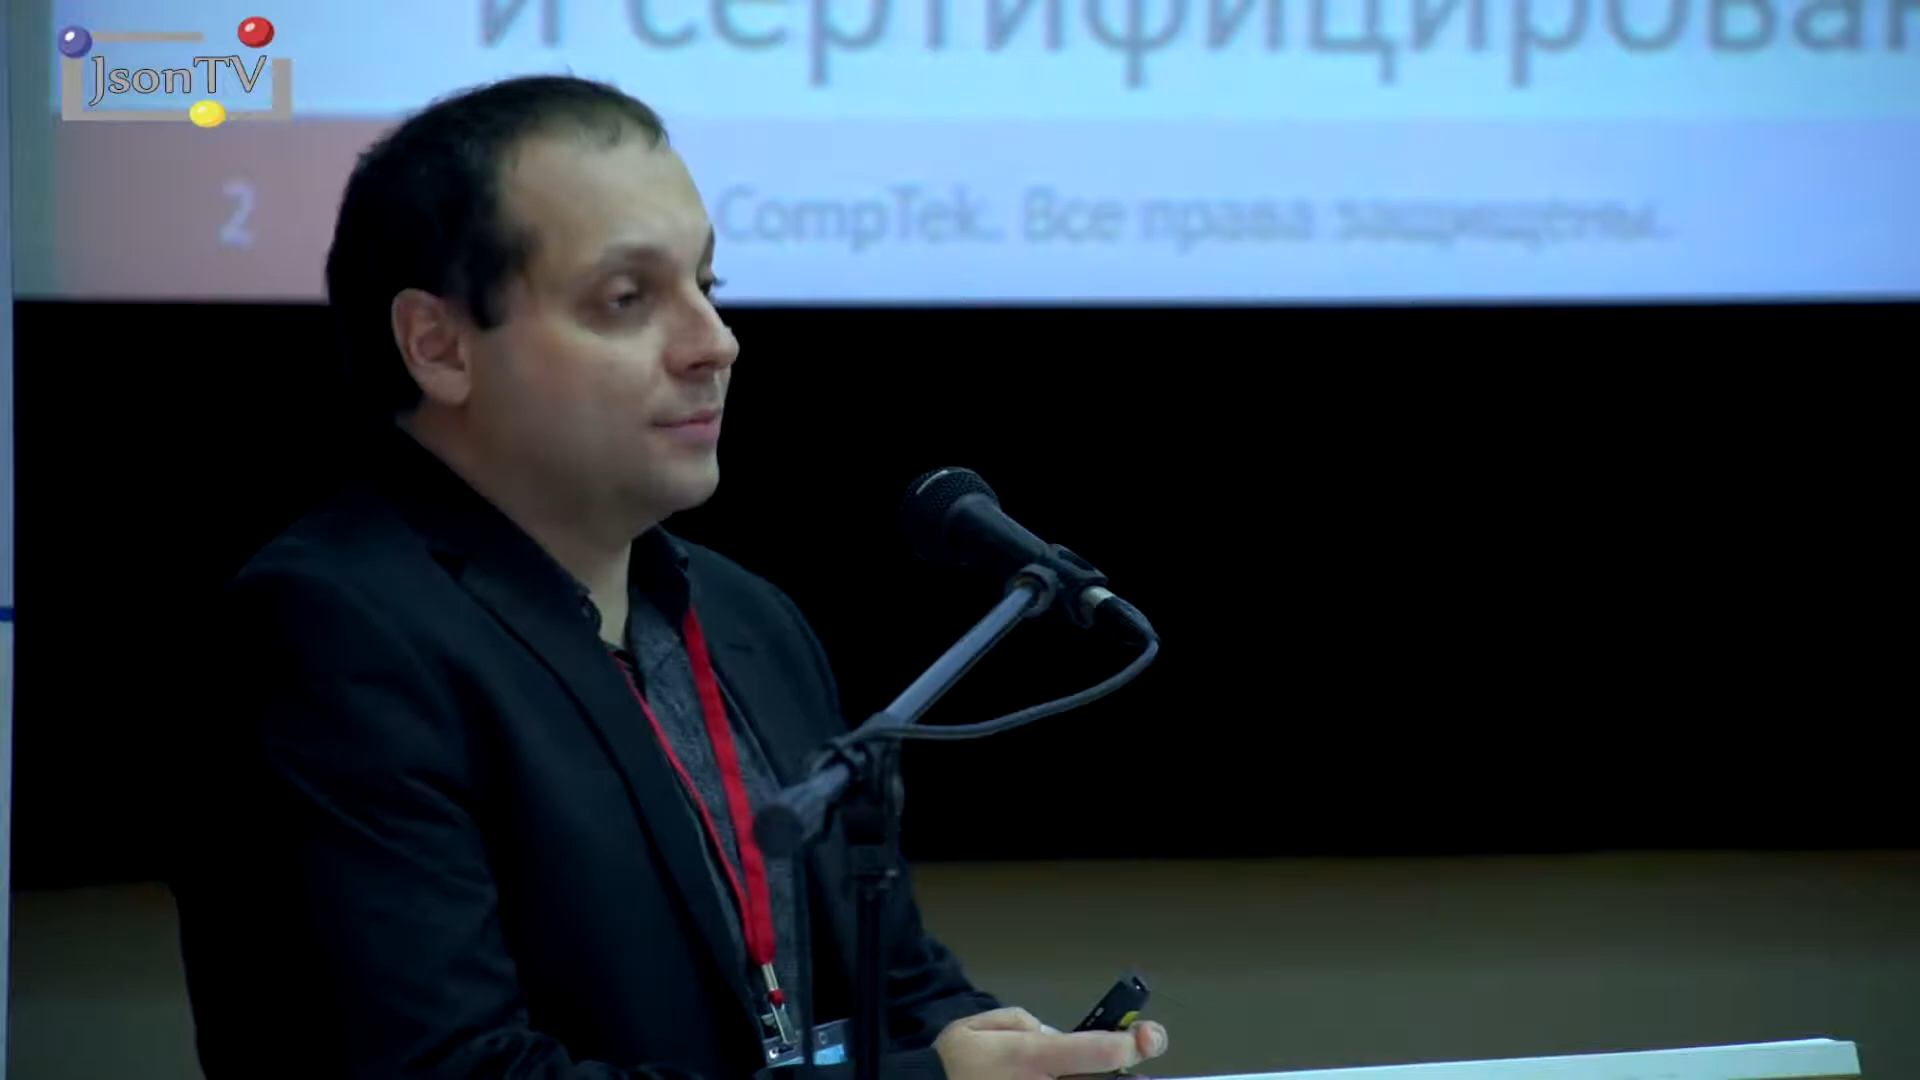 JsonTV
и сертифицирован
2
CompTek. Все права защищены.